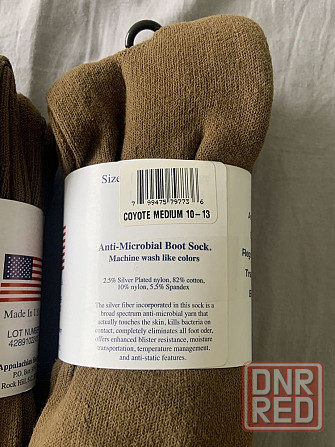 Size
7 99475 79773 6
COYOTE MEDIUM 10-13
Anti-Microbial Boot Sock.
Machine wash like colors
2.5% Silver Plated nylon, 82% cotton,
10% nylon, 5.5% Spandex
The silver fiber incorporated in this sock is a
broad spectrum anti-microbial yarn that
actually touches the skin, kills bacteria on
contact, completely eliminates all foot oder,
offers enhanced blister resistance, moisture
transportation, temperature management,
and anti-static features.
Made In U
LOT NUMBE
Appalachian
P.O. Box
Rock Hill,
DNR
RED